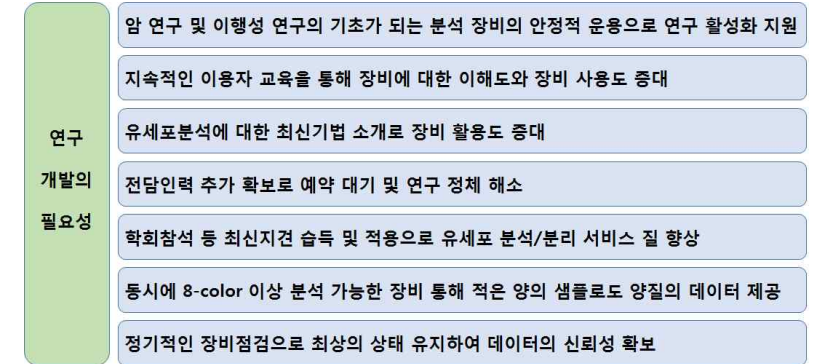 연구
개발의
필요성
암 연구 및 이행성 연구의 기초가 되는 분석 장비의 안정적 운용으로 연구 활성화 지원
지속적인 이용자 교육을 통해 장비에 대한 이해도와 장비 사용도 증대
유세포분석에 대한 최신기법 소개로 장비 활용도 증대
전담인력 추가 확보로 예약 대기 및 연구 정체 해소
학회참석 등 최신지견 습득 및 적용으로 유세포 분석/분리 서비스 질 향상
동시에 8-color 이상 분석 가능한 장비 통해 적은 양의 샘플로도 양질의 데이터 제공
정기적인 장비점검으로 최상의 상태 유지하여 데이터의 신뢰성 확보